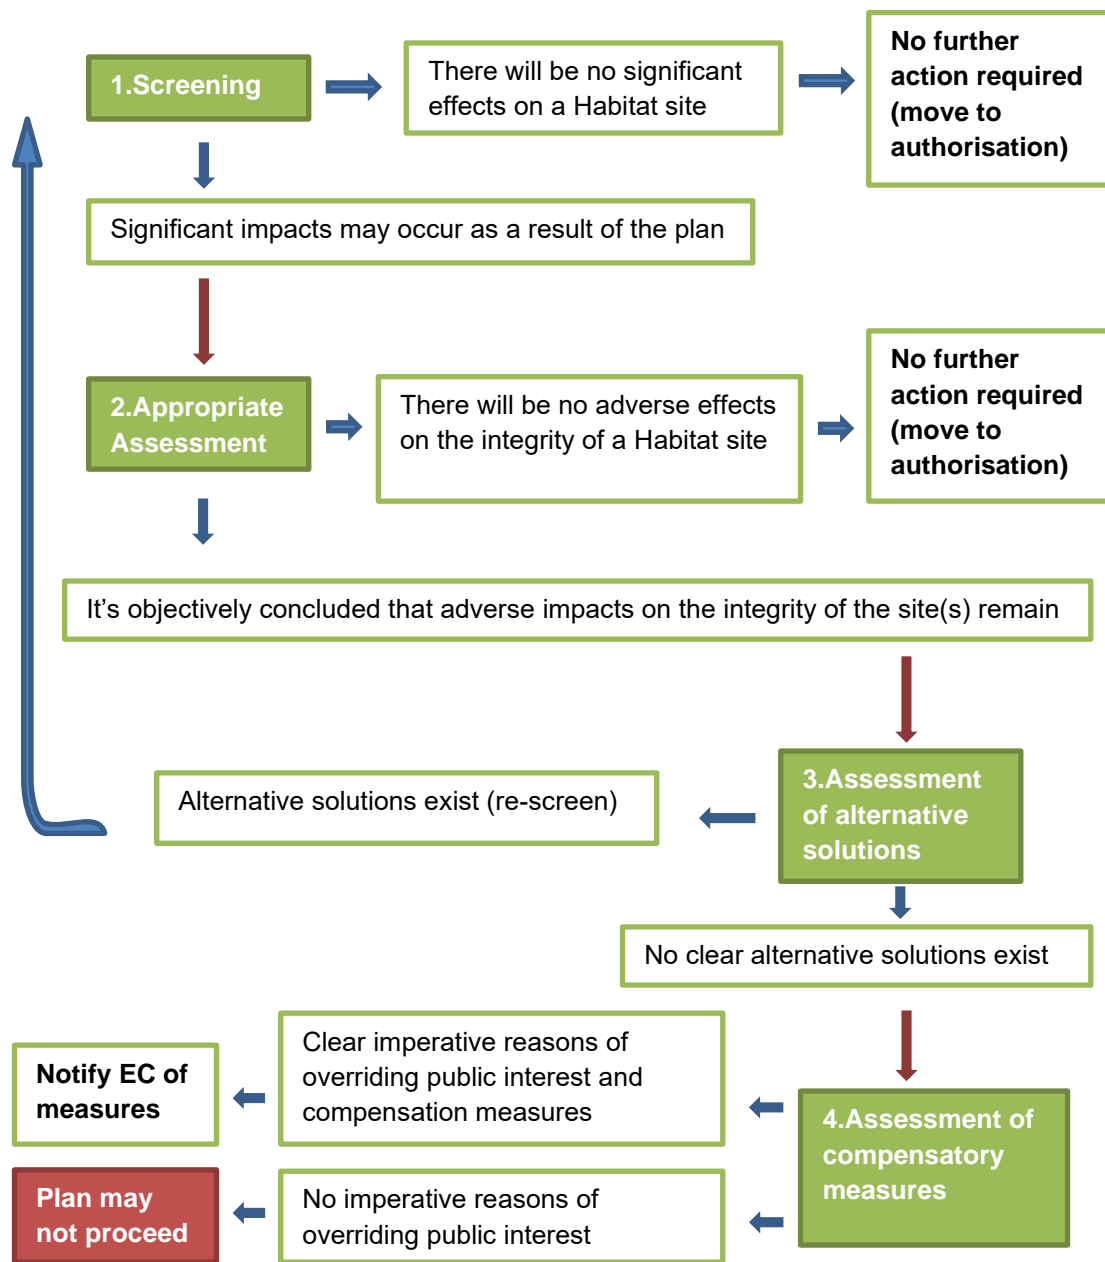 1.Screening
There will be no significant
effects on a Habitat site
No further
action required
(move to
authorisation)
Significant impacts may occur as a result of the plan
2.Appropriate
Assessment
There will be no adverse effects
on the integrity of a Habitat site
No further
action required
(move to
authorisation)
It’s objectively concluded that adverse impacts on the integrity of the site(s) remain
3.Assessment
of alternative
solutions
Alternative solutions exist (re-screen)
No clear alternative solutions exist
4.Assessment of
compensatory
measures
Clear imperative reasons of
overriding public interest and
compensation measures
Notify EC of
measures
No imperative reasons of
overriding public interest
Plan may
not proceed